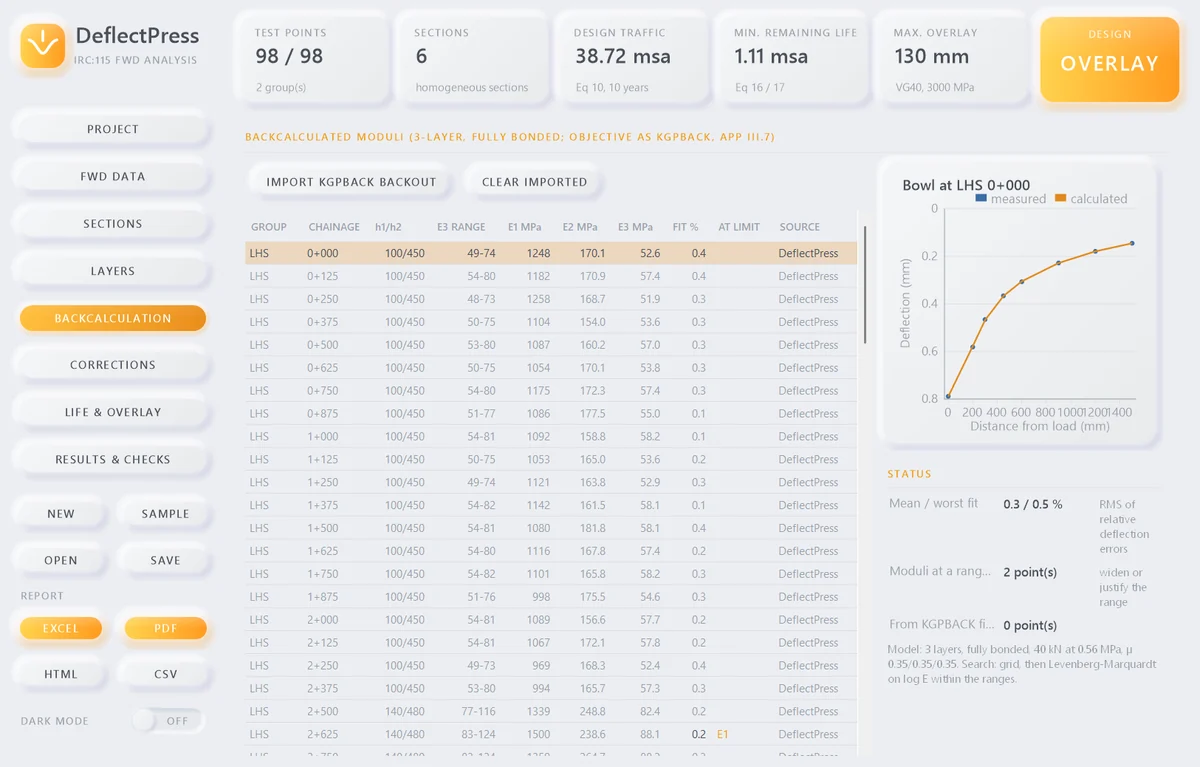 DeflectPress
IRC:115 FWD ANALYSIS
TEST POINTS
98 / 98
2 group(s)
SECTIONS
6
homogeneous sections
DESIGN TRAFFIC
38.72 msa
Eq 10, 10 years
MIN. REMAINING LIFE
1.11 msa
Eq 16 / 17
MAX. OVERLAY
130 mm
VG40, 3000 MPa
DESIGN
OVERLAY
PROJECT
FWD DATA
SECTIONS
LAYERS
BACKCALCULATION
CORRECTIONS
LIFE & OVERLAY
RESULTS & CHECKS
NEW SAMPLE
OPEN SAVE
REPORT
EXCEL PDF
HTML CSV
DARK MODE OFF
BACKCALCULATED MODULI (3-LAYER, FULLY BONDED; OBJECTIVE AS KGPBACK, APP III.7)
IMPORT KGPBACK BACKOUT CLEAR IMPORTED
GROUP CHAINAGE h1/h2 E3 RANGE E1 MPa E2 MPa E3 MPa FIT % AT LIMIT SOURCE
LHS 0+000 100/450 49-74 1248 170.1 52.6 0.4 DeflectPress
LHS 0+125 100/450 54-80 1182 170.9 57.4 0.4 DeflectPress
LHS 0+250 100/450 48-73 1258 168.7 51.9 0.3 DeflectPress
LHS 0+375 100/450 50-75 1104 154.0 53.6 0.3 DeflectPress
LHS 0+500 100/450 53-80 1087 160.2 57.0 0.3 DeflectPress
LHS 0+625 100/450 50-75 1054 170.1 53.8 0.3 DeflectPress
LHS 0+750 100/450 54-80 1175 172.3 57.4 0.3 DeflectPress
LHS 0+875 100/450 51-77 1086 177.5 55.0 0.1 DeflectPress
LHS 1+000 100/450 54-81 1092 158.8 58.2 0.1 DeflectPress
LHS 1+125 100/450 50-75 1053 165.0 53.6 0.2 DeflectPress
LHS 1+250 100/450 49-74 1121 163.8 52.9 0.3 DeflectPress
LHS 1+375 100/450 54-82 1142 161.5 58.1 0.1 DeflectPress
LHS 1+500 100/450 54-81 1080 181.8 58.1 0.4 DeflectPress
LHS 1+625 100/450 54-80 1116 167.8 57.4 0.2 DeflectPress
LHS 1+750 100/450 54-82 1101 165.8 58.2 0.3 DeflectPress
LHS 1+875 100/450 51-76 998 175.5 54.6 0.3 DeflectPress
LHS 2+000 100/450 54-81 1089 156.6 57.7 0.2 DeflectPress
LHS 2+125 100/450 54-81 1067 172.1 57.8 0.2 DeflectPress
LHS 2+250 100/450 49-73 969 168.3 52.4 0.4 DeflectPress
LHS 2+375 100/450 53-80 994 165.7 57.3 0.3 DeflectPress
LHS 2+500 140/480 77-116 1339 248.8 82.4 0.2 DeflectPress
LHS 2+625 140/480 83-124 1500 238.6 88.1 0.2 E1 DeflectPress
Bowl at LHS 0+000
measured calculated
0
0.2
0.4
0.6
0.8
Deflection (mm)
0 200 400 600 800 1000 1200 1400
Distance from load (mm)
STATUS
Mean / worst fit 0.3 / 0.5 % RMS of
relative
deflection
errors
Moduli at a rang... 2 point(s) widen or
justify the
range
From KGPBACK fi... 0 point(s)
Model: 3 layers, fully bonded, 40 kN at 0.56 MPa, μ
0.35/0.35/0.35. Search: grid, then Levenberg-Marquardt
on log E within the ranges.